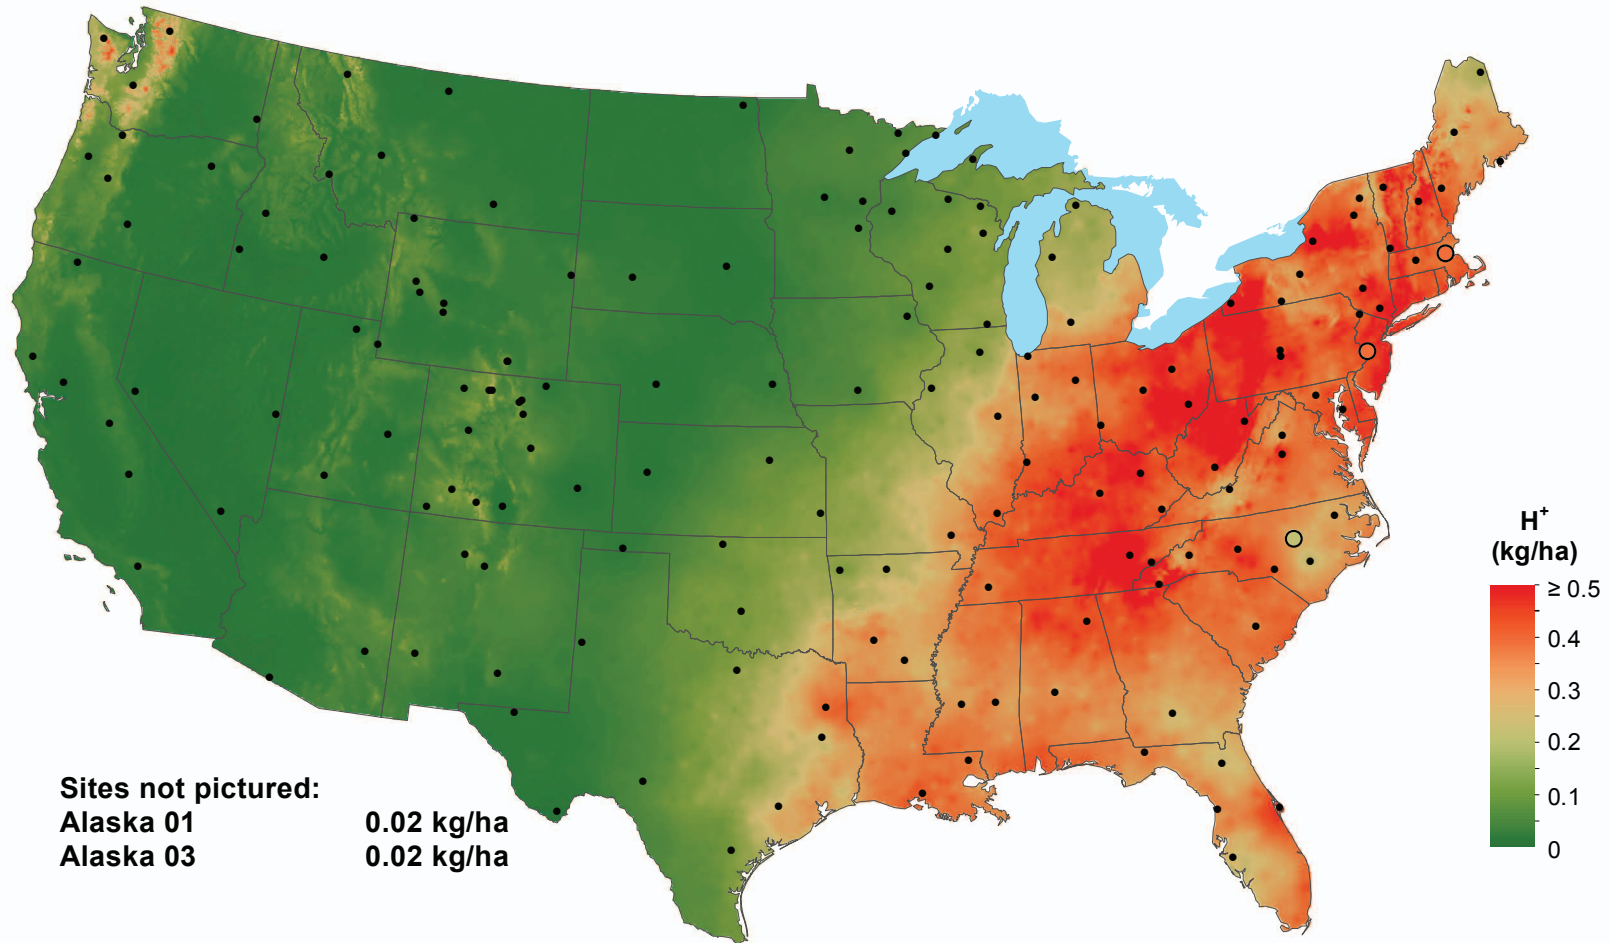 H+
(kg/ha)
≥ 0.5
0.4
0.3
0.2
0.1
0
Sites not pictured:
Alaska 01 0.02 kg/ha
Alaska 03 0.02 kg/ha